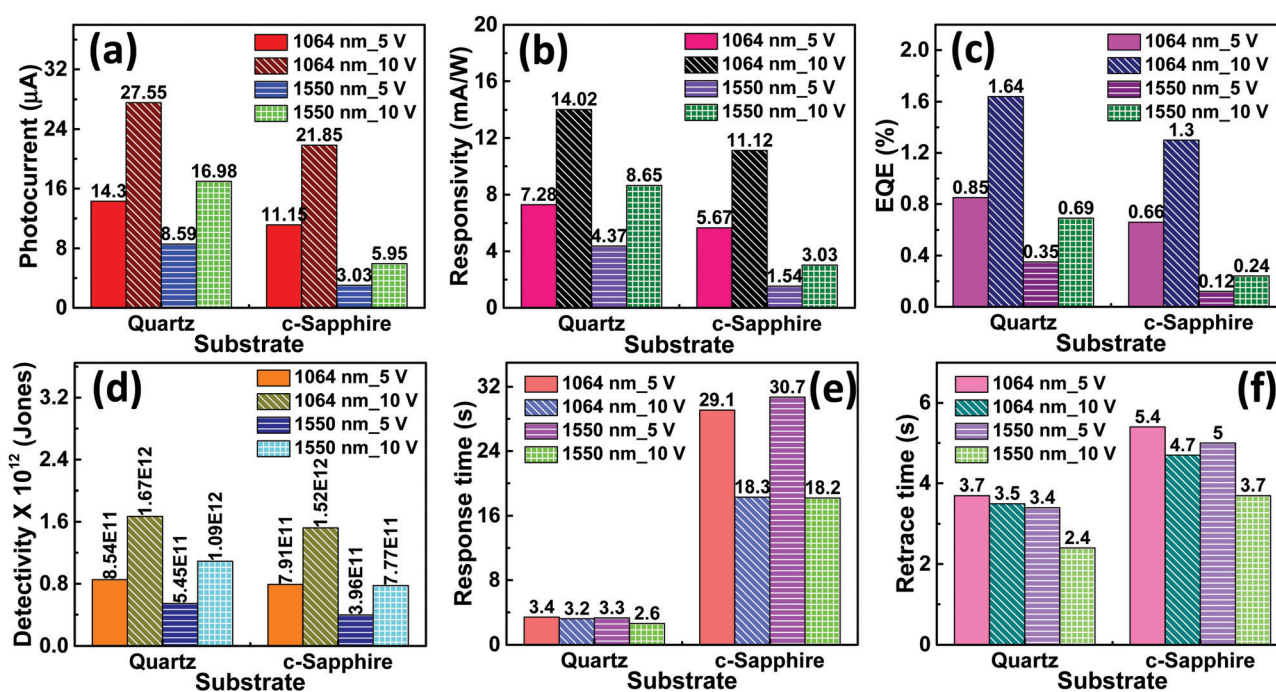 (a)
1064 nm_5 V
1064 nm_10 V
1550 nm_5 V
1550 nm_10 V
Photocurrent (μA)
36
24
12
0
14.3
27.55
8.59
16.98
11.15
21.85
3.03
5.95
Quartz
c-Sapphire
Substrate
(b)
1064 nm_5 V
1064 nm_10 V
1550 nm_5 V
1550 nm_10 V
Responsivity (mA/W)
20
16
12
8
4
0
7.28
14.02
4.37
8.65
5.67
11.12
1.54
3.03
Quartz
c-Sapphire
Substrate
(c)
1064 nm_5 V
1064 nm_10 V
1550 nm_5 V
1550 nm_10 V
EQE (%)
2.0
1.6
1.2
0.8
0.4
0.0
0.85
1.64
0.35
0.69
0.66
1.3
0.12
0.24
Quartz
c-Sapphire
Substrate
(d)
1064 nm_5 V
1064 nm_10 V
1550 nm_5 V
1550 nm_10 V
Detectivity X 10¹² (Jones)
3.2
2.4
1.6
0.8
0.0
8.54E11
1.67E12
5.45E11
1.09E12
7.91E11
1.52E12
3.96E11
7.77E11
Quartz
c-Sapphire
Substrate
(e)
1064 nm_5 V
1064 nm_10 V
1550 nm_5 V
1550 nm_10 V
Response time (s)
32
24
16
8
0
3.4
3.2
3.3
2.6
29.1
18.3
30.7
18.2
Quartz
c-Sapphire
Substrate
(f)
1064 nm_5 V
1064 nm_10 V
1550 nm_5 V
1550 nm_10 V
Retrace time (s)
6
4
2
0
3.7
3.5
3.4
2.4
5.4
4.7
5
3.7
Quartz
c-Sapphire
Substrate